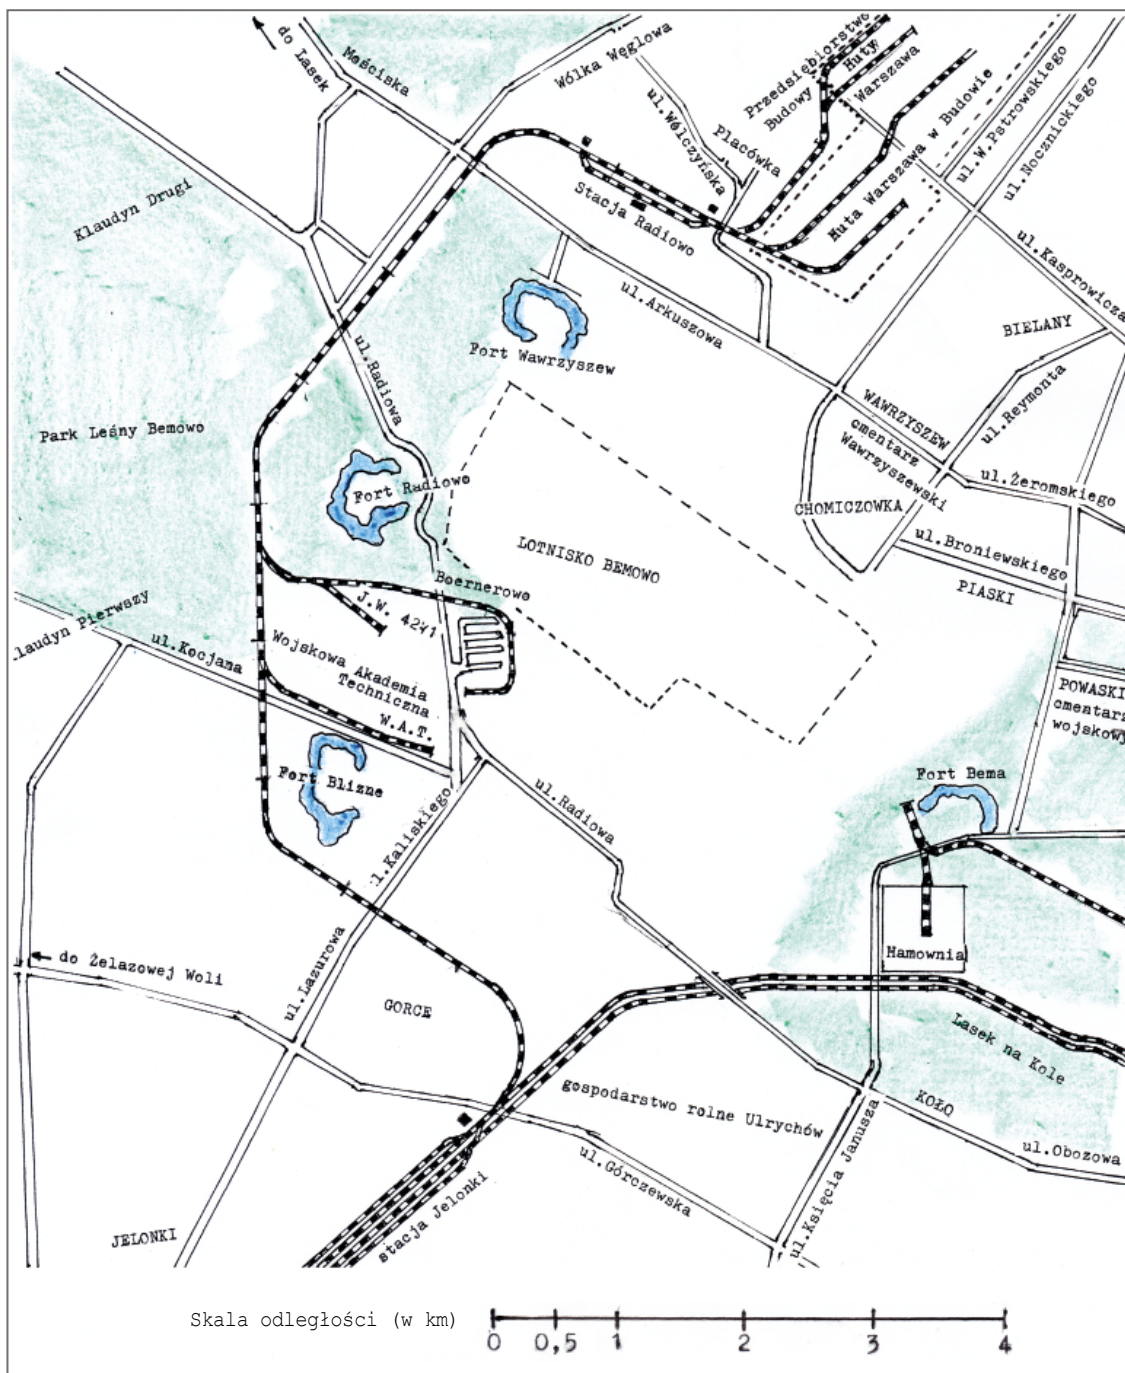 do Lasek
Mościska
Wólka Węglowa
ul.Wólczyńska
Placówka
Przedsiębiorstwo
Budowy Huty
Warszawa
Huta Warszawa w Budowie
ul.W.Pstrowskiego
ul.Nocznickiego
ul.Kasprowicza
Klaudyn Drugi
Stacja Radiowo
ul.Arkuszowa
BIELANY
ul.Radiowa
Fort Wawrzyszew
ul.Reymonta
WAWRZYSZEW
cmentarz
Wawrzyszewski
Park Leśny Bemowo
Fort Radiowo
ul.Żeromskiego
CHOMICZOWKA
ul.Broniewskiego
LOTNISKO BEMOWO
PIASKI
Boernerowo
J.W. 4241
laudyn Pierwszy
ul.Kocjana
Wojskowa Akademia
Techniczna
W.A.T.
POWASKI
cmentarz
wojskowy
Fort Blizne
Fort Bema
ul.Radiowa
l.Kaliskiego
do Żelazowej Woli
ul.Lazurowa
GORCE
Hamownia
Lasek na Kole
gospodarstwo rolne Ulrychów
KOŁO
ul.Obozowa
ul.Księcia Janusza
ul.Górczewska
stacja Jelonki
JELONKI
Skala odległości (w km)
0 0,5 1 2 3 4